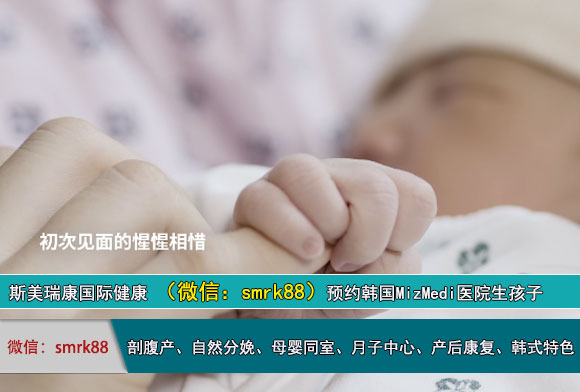 初次见面的惺惺相惜
斯美瑞康国际健康 （微信：smrk88）预约韩国MizMedi医院生孩子
微信：smrk88 剖腹产、自然分娩、母婴同室、月子中心、产后康复、韩式特色